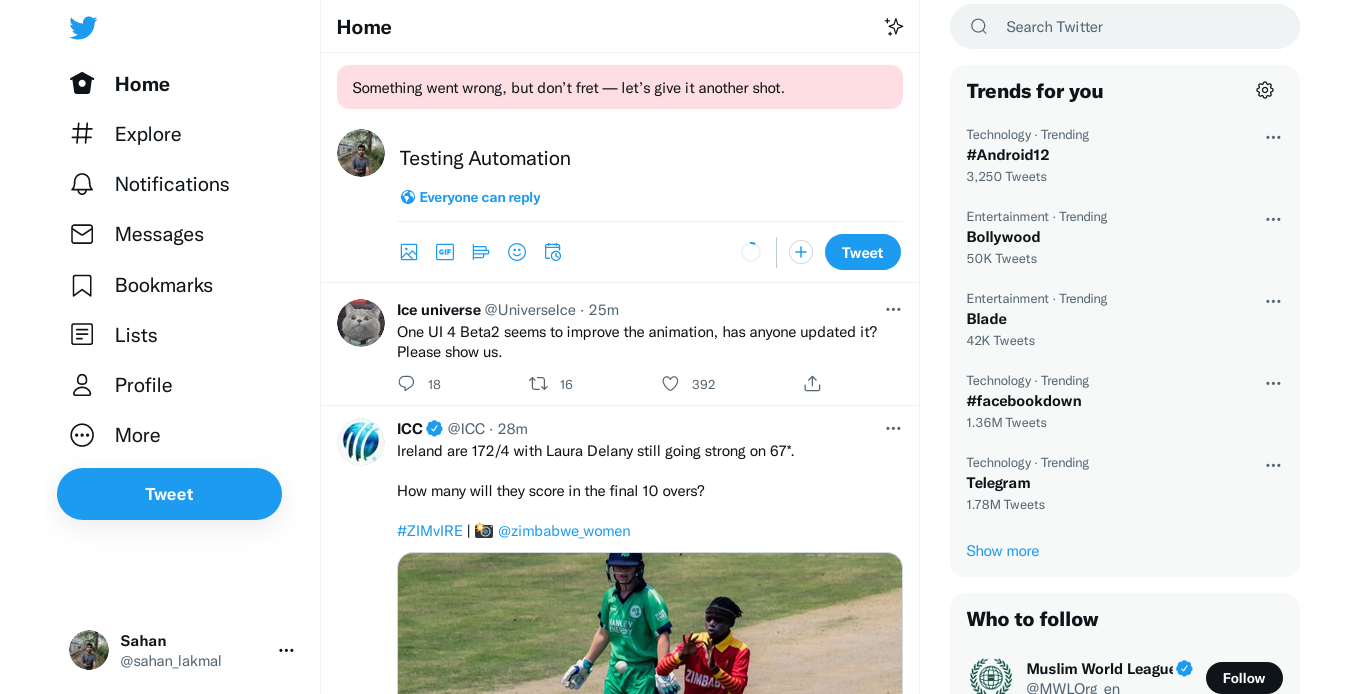 Home
Explore
Notifications
Messages
Bookmarks
Lists
Profile
More
Tweet
Sahan
@sahan_lakmal
Home
Something went wrong, but don’t fret — let’s give it another shot.
Testing Automation
Everyone can reply
GIF
Tweet
Ice universe @UniverseIce · 25m
One UI 4 Beta2 seems to improve the animation, has anyone updated it?
Please show us.
18 16 392
ICC @ICC · 28m
Ireland are 172/4 with Laura Delany still going strong on 67*.
How many will they score in the final 10 overs?
#ZIMvIRE | 📸 @zimbabwe_women
Search Twitter
Trends for you
Technology · Trending
#Android12
3,250 Tweets
Entertainment · Trending
Bollywood
50K Tweets
Entertainment · Trending
Blade
42K Tweets
Technology · Trending
#facebookdown
1.36M Tweets
Technology · Trending
Telegram
1.78M Tweets
Show more
Who to follow
Muslim World League
@MWLOrg_en
Follow